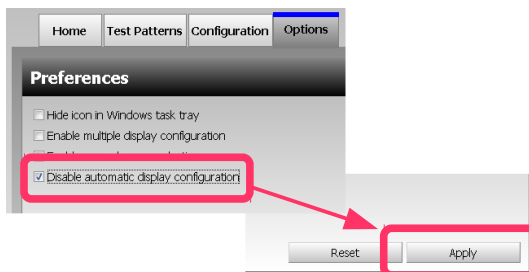 Home Test Patterns Configuration Options
Preferences
Hide icon in Windows task tray
Enable multiple display configuration
Disable automatic display configuration
Reset Apply